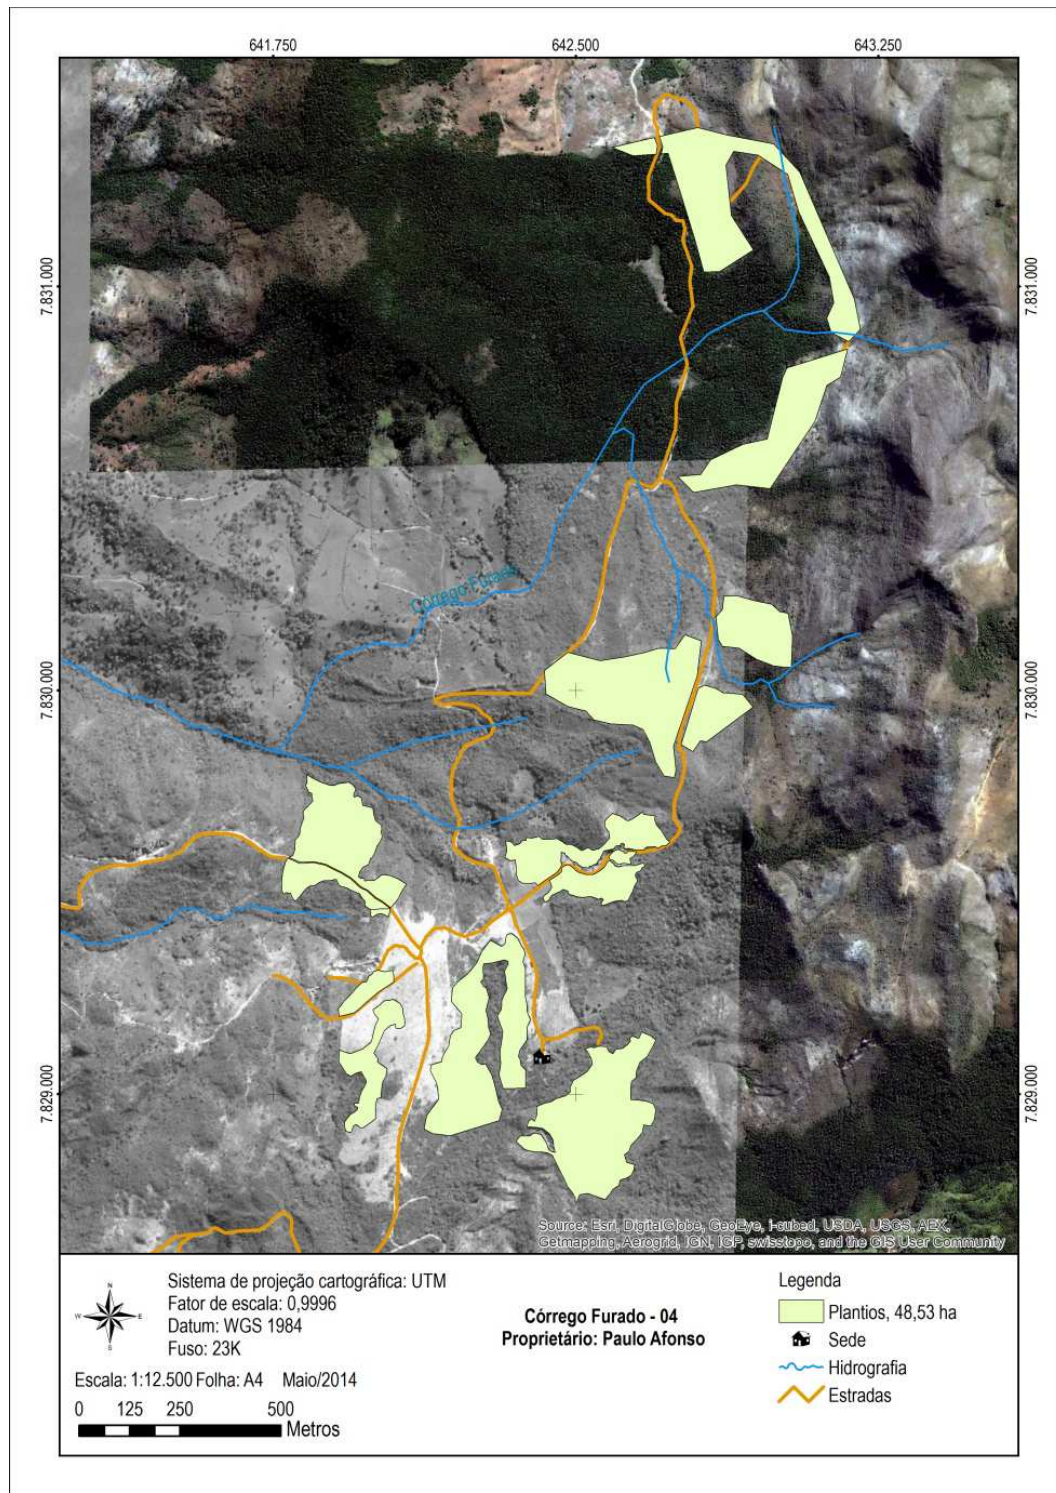 641.750 642.500 643.250
7.831.000 7.831.000
Córrego Furado
7.830.000 7.830.000
7.829.000 7.829.000
Source: Esri, DigitalGlobe, GeoEye, i-cubed, USDA, USGS, AEX,
Getmapping, Aerogrid, IGN, IGP, swisstopo, and the GIS User Community
N
W E
S
Sistema de projeção cartográfica: UTM
Fator de escala: 0,9996
Datum: WGS 1984
Fuso: 23K
Escala: 1:12.500 Folha: A4 Maio/2014
0 125 250 500
Metros
Córrego Furado - 04
Proprietário: Paulo Afonso
Legenda
Plantios, 48,53 ha
Sede
Hidrografia
Estradas